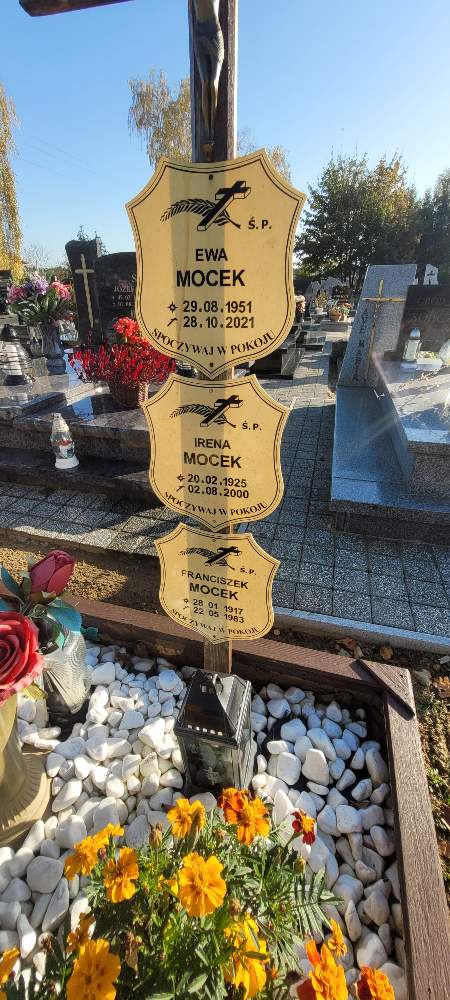 Ś.P.
EWA
MOCEK
29.08.1951
28.10.2021
SPOCZYWAJ W POKOJU
Ś.P.
IRENA
MOCEK
20.02.1925
02.08.2000
SPOCZYWAJ W POKOJU
Ś.P.
FRANCISZEK
MOCEK
28 01 1917
22 05 1983
SPOCZYWAJ W POKOJU